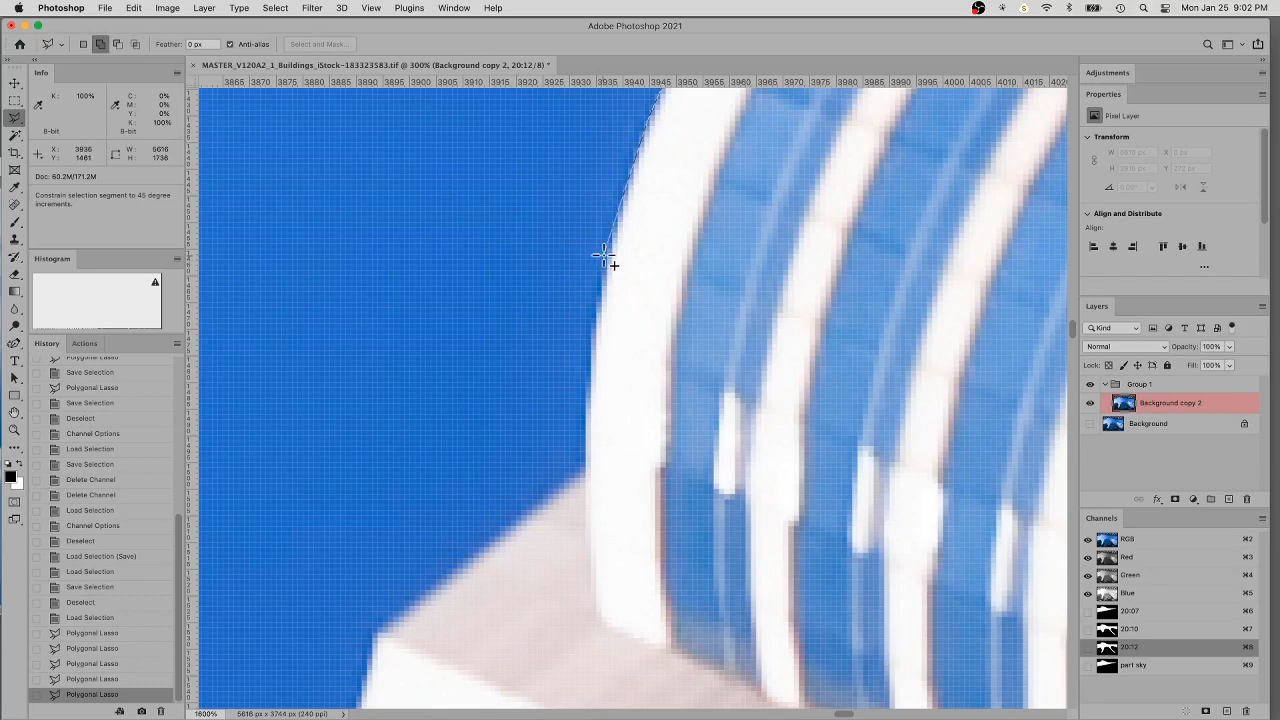 Photoshop File Edit Image Layer Type Select Filter 3D View Plugins Window Help Mon Jan 25 9:02 PM
Adobe Photoshop 2021
Feather: 0 px Anti-alias Select and Mask...
MASTER_V120A2_1_Buildings_iStock-183323583.tif @ 300% (Background copy 2, 20:12/8) *
3865 3870 3875 3880 3885 3890 3895 3900 3905 3910 3915 3920 3925 3930 3935 3940 3945 3950 3955 3960 3965 3970 3975 3980 3985 3990 3995 4000 4005 4010 4015 4020
Info
K: 100% C: 0%
M: 0%
Y: 0%
K: 100%
8-bit 8-bit
X: 3936 W: 5616
Y: 1461 H: 1736
Doc: 60.2M/171.2M
Constrain selection segment to 45 degree
increments.
Histogram
History Actions
Polygonal Lasso
Save Selection
Polygonal Lasso
Save Selection
Deselect
Channel Options
Load Selection
Save Selection
Delete Channel
Delete Channel
Load Selection
Channel Options
Deselect
Load Selection (Save)
Load Selection
Save Selection
Deselect
Load Selection
Polygonal Lasso
Polygonal Lasso
Polygonal Lasso
Polygonal Lasso
Polygonal Lasso
1600% 5616 px x 3744 px (240 ppi)
Adjustments
Properties
Pixel Layer
Transform
W X 0 px
H Y 272 px
0.00°
Align and Distribute
Align:
Layers
Kind
Normal Opacity: 100%
Lock: Fill: 100%
Group 1
Background copy 2
Background
fx
Channels
RGB ⌘2
Red ⌘3
Green ⌘4
Blue ⌘5
20:07 ⌘6
20:10 ⌘7
20:12 ⌘8
part sky ⌘9